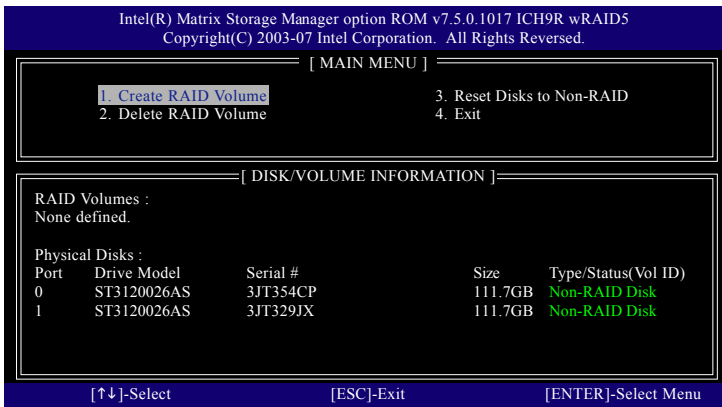 Intel(R) Matrix Storage Manager option ROM v7.5.0.1017 ICH9R wRAID5
Copyright(C) 2003-07 Intel Corporation. All Rights Reversed.
[ MAIN MENU ]
1. Create RAID Volume 3. Reset Disks to Non-RAID
2. Delete RAID Volume 4. Exit
[ DISK/VOLUME INFORMATION ]
RAID Volumes :
None defined.
Physical Disks :
Port Drive Model Serial # Size Type/Status(Vol ID)
0 ST3120026AS 3JT354CP 111.7GB Non-RAID Disk
1 ST3120026AS 3JT329JX 111.7GB Non-RAID Disk
[↑↓]-Select [ESC]-Exit [ENTER]-Select Menu